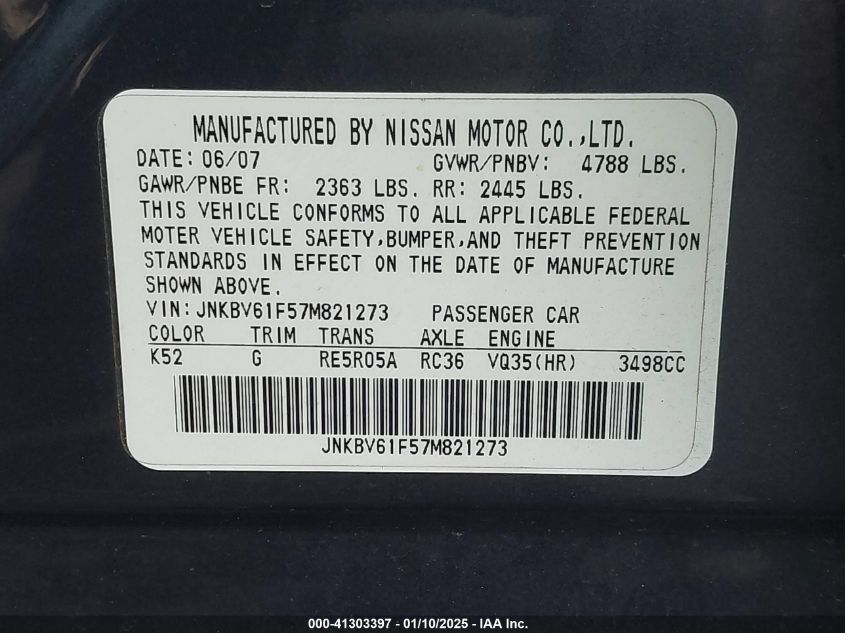 MANUFACTURED BY NISSAN MOTOR CO.,LTD.
DATE: 06/07 GVWR/PNBV: 4788 LBS.
GAWR/PNBE FR: 2363 LBS. RR: 2445 LBS.
THIS VEHICLE CONFORMS TO ALL APPLICABLE FEDERAL
MOTER VEHICLE SAFETY,BUMPER,AND THEFT PREVENTION
STANDARDS IN EFFECT ON THE DATE OF MANUFACTURE
SHOWN ABOVE.
VIN: JNKBV61F57M821273 PASSENGER CAR
COLOR TRIM TRANS AXLE ENGINE
K52 G RE5R05A RC36 VQ35(HR) 3498CC
JNKBV61F57M821273
000-41303397 - 01/10/2025 - IAA Inc.